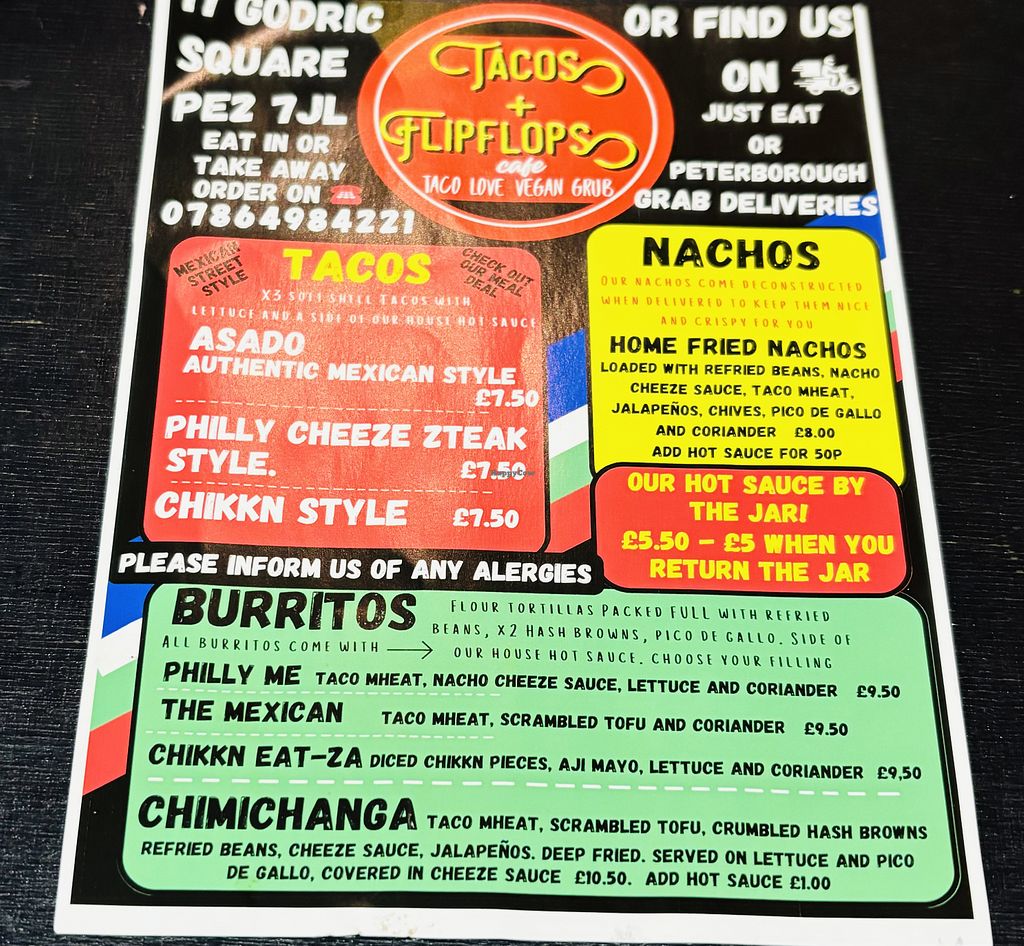 17 GODRIC
SQUARE
PE2 7JL
EAT IN OR
TAKE AWAY
ORDER ON
07864984221
TACOS
+
FLIPFLOPS
cafe
TACO LOVE VEGAN GRUB
OR FIND US
ON
JUST EAT
OR
PETERBOROUGH
GRAB DELIVERIES
MEXICAN
STREET
STYLE
TACOS
CHECK OUT
OUR MEAL
DEAL
X3 SOFT SHELL TACOS WITH
LETTUCE AND A SIDE OF OUR HOUSE HOT SAUCE
ASADO
AUTHENTIC MEXICAN STYLE
£7.50
PHILLY CHEEZE ZTEAK
STYLE. £7.50
CHIKKN STYLE £7.50
HappyCow
NACHOS
OUR NACHOS COME DECONSTRUCTED
WHEN DELIVERED TO KEEP THEM NICE
AND CRISPY FOR YOU
HOME FRIED NACHOS
LOADED WITH REFRIED BEANS, NACHO
CHEEZE SAUCE, TACO MHEAT,
JALAPEÑOS, CHIVES, PICO DE GALLO
AND CORIANDER £8.00
ADD HOT SAUCE FOR 50P
OUR HOT SAUCE BY
THE JAR!
£5.50 - £5 WHEN YOU
RETURN THE JAR
PLEASE INFORM US OF ANY ALERGIES
BURRITOS
ALL BURRITOS COME WITH
FLOUR TORTILLAS PACKED FULL WITH REFRIED
BEANS, X2 HASH BROWNS, PICO DE GALLO. SIDE OF
OUR HOUSE HOT SAUCE. CHOOSE YOUR FILLING
PHILLY ME TACO MHEAT, NACHO CHEEZE SAUCE, LETTUCE AND CORIANDER £9.50
THE MEXICAN TACO MHEAT, SCRAMBLED TOFU AND CORIANDER £9.50
CHIKKN EAT-ZA DICED CHIKKN PIECES, AJI MAYO, LETTUCE AND CORIANDER £9,50
CHIMICHANGA TACO MHEAT, SCRAMBLED TOFU, CRUMBLED HASH BROWNS
REFRIED BEANS, CHEEZE SAUCE, JALAPEÑOS. DEEP FRIED. SERVED ON LETTUCE AND PICO
DE GALLO, COVERED IN CHEEZE SAUCE £10.50. ADD HOT SAUCE £1.00